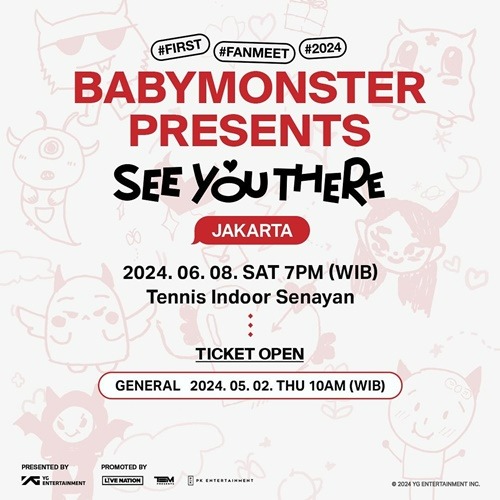 #FIRST #FANMEET #2024
BABYMONSTER
PRESENTS
SEE YOU THERE
JAKARTA
2024. 06. 08. SAT 7PM (WIB)
Tennis Indoor Senayan
TICKET OPEN
GENERAL 2024. 05. 02. THU 10AM (WIB)
PRESENTED BY
YG ENTERTAINMENT
PROMOTED BY
LIVE NATION TEM PRESENTS PK ENTERTAINMENT
© 2024 YG ENTERTAINMENT INC.